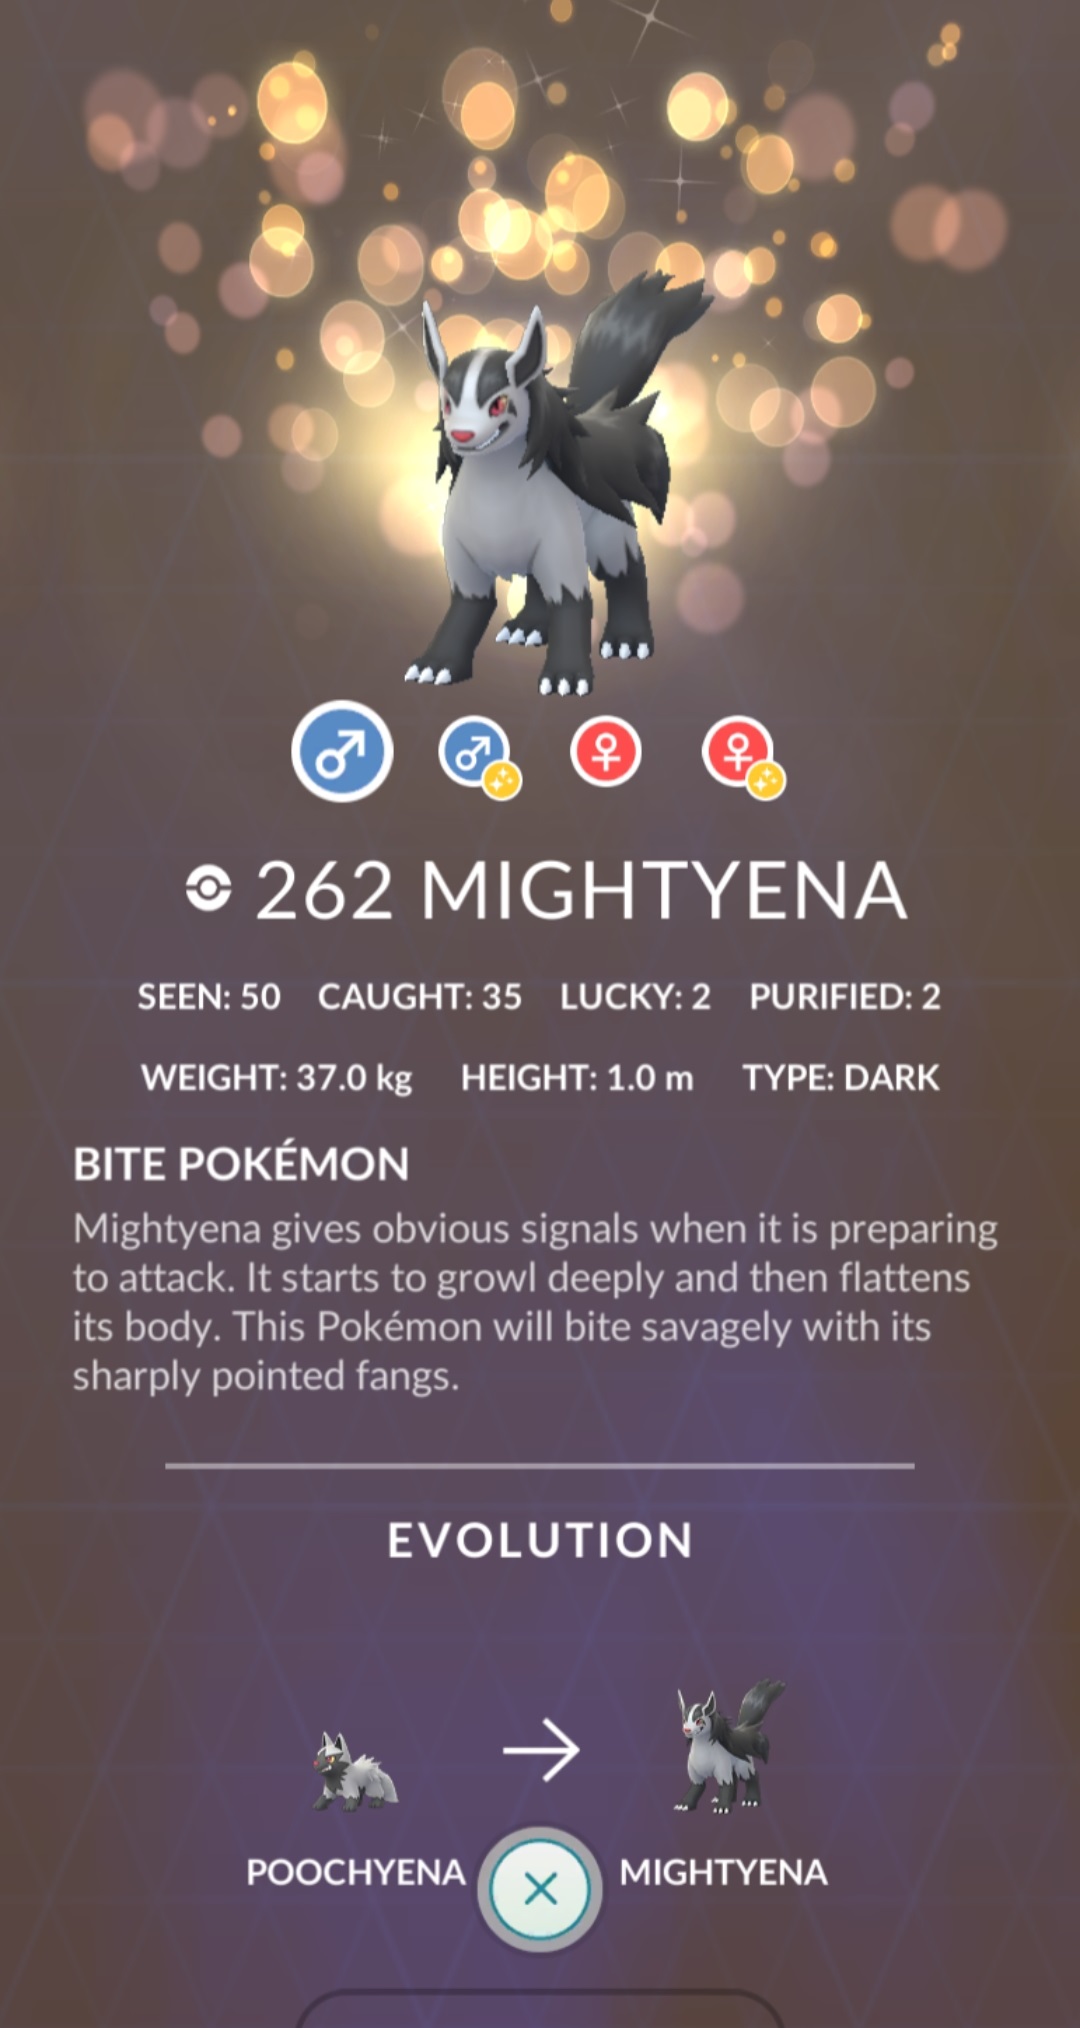 262 MIGHTYENA
SEEN: 50 CAUGHT: 35 LUCKY: 2 PURIFIED: 2
WEIGHT: 37.0 kg HEIGHT: 1.0 m TYPE: DARK
BITE POKÉMON
Mightyena gives obvious signals when it is preparing
to attack. It starts to growl deeply and then flattens
its body. This Pokémon will bite savagely with its
sharply pointed fangs.
EVOLUTION
POOCHYENA MIGHTYENA